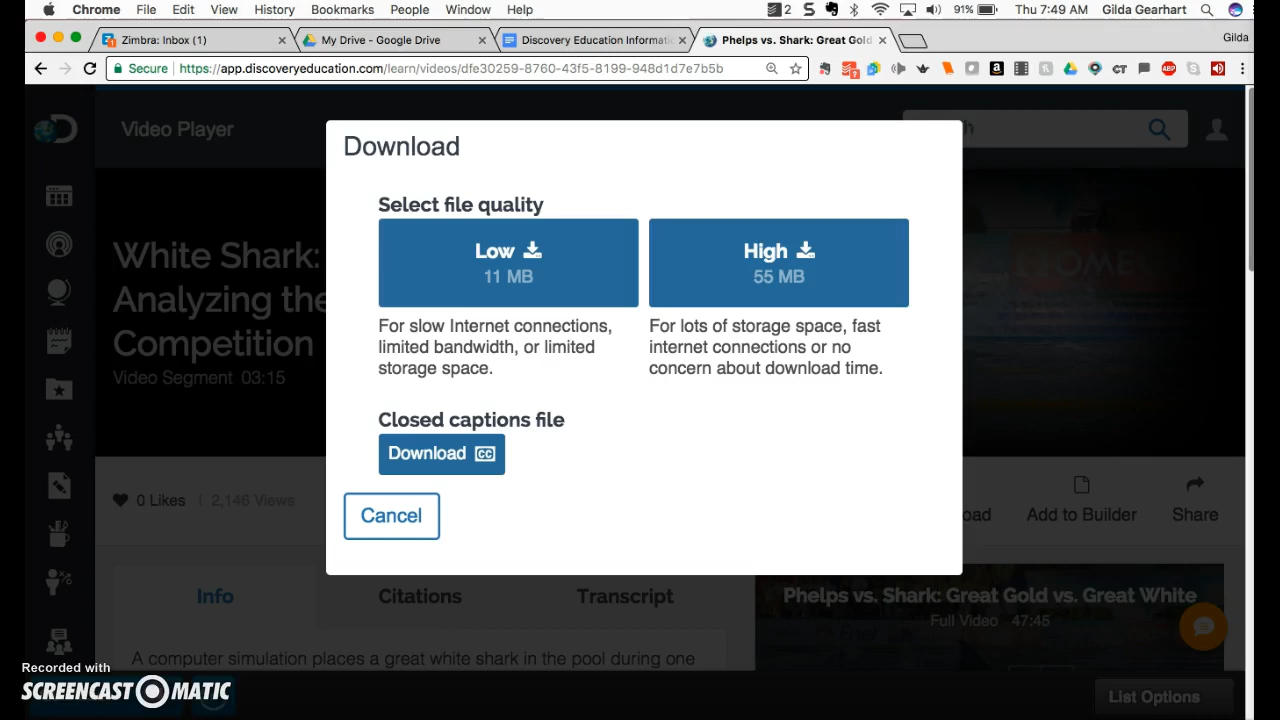 Chrome File Edit View History Bookmarks People Window Help 2 91% Thu 7:49 AM Gilda Gearhart
Zimbra: Inbox (1) My Drive - Google Drive Discovery Education Informati Phelps vs. Shark: Great Gold Gilda
Secure https://app.discoveryeducation.com/learn/videos/dfe30259-8760-43f5-8199-948d1d7e7b5b
Video Player
Download
Select file quality
Low High
11 MB 55 MB
For slow Internet connections,
limited bandwidth, or limited
storage space.
For lots of storage space, fast
internet connections or no
concern about download time.
Closed captions file
Download CC
Cancel
White Shark:
Analyzing the
Competition
Video Segment 03:15
HOME
0 Likes 2,146 Views
oad Add to Builder Share
Info Citations Transcript
A computer simulation places a great white shark in the pool during one
Phelps vs. Shark: Great Gold vs. Great White
Full Video 47:45
List Options
Recorded with
SCREENCAST MATIC